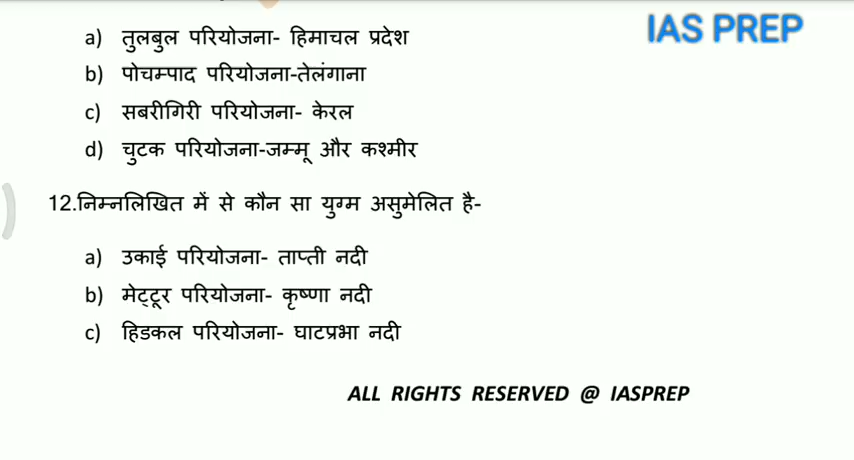 IAS PREP
a) तुलबुल परियोजना- हिमाचल प्रदेश
b) पोचम्पाद परियोजना-तेलंगाना
c) सबरीगिरी परियोजना- केरल
d) चुटक परियोजना-जम्मू और कश्मीर
12.निम्नलिखित में से कौन सा युग्म असुमेलित है-
a) उकाई परियोजना- ताप्ती नदी
b) मेट्टूर परियोजना- कृष्णा नदी
c) हिडकल परियोजना- घाटप्रभा नदी
ALL RIGHTS RESERVED @ IASPREP